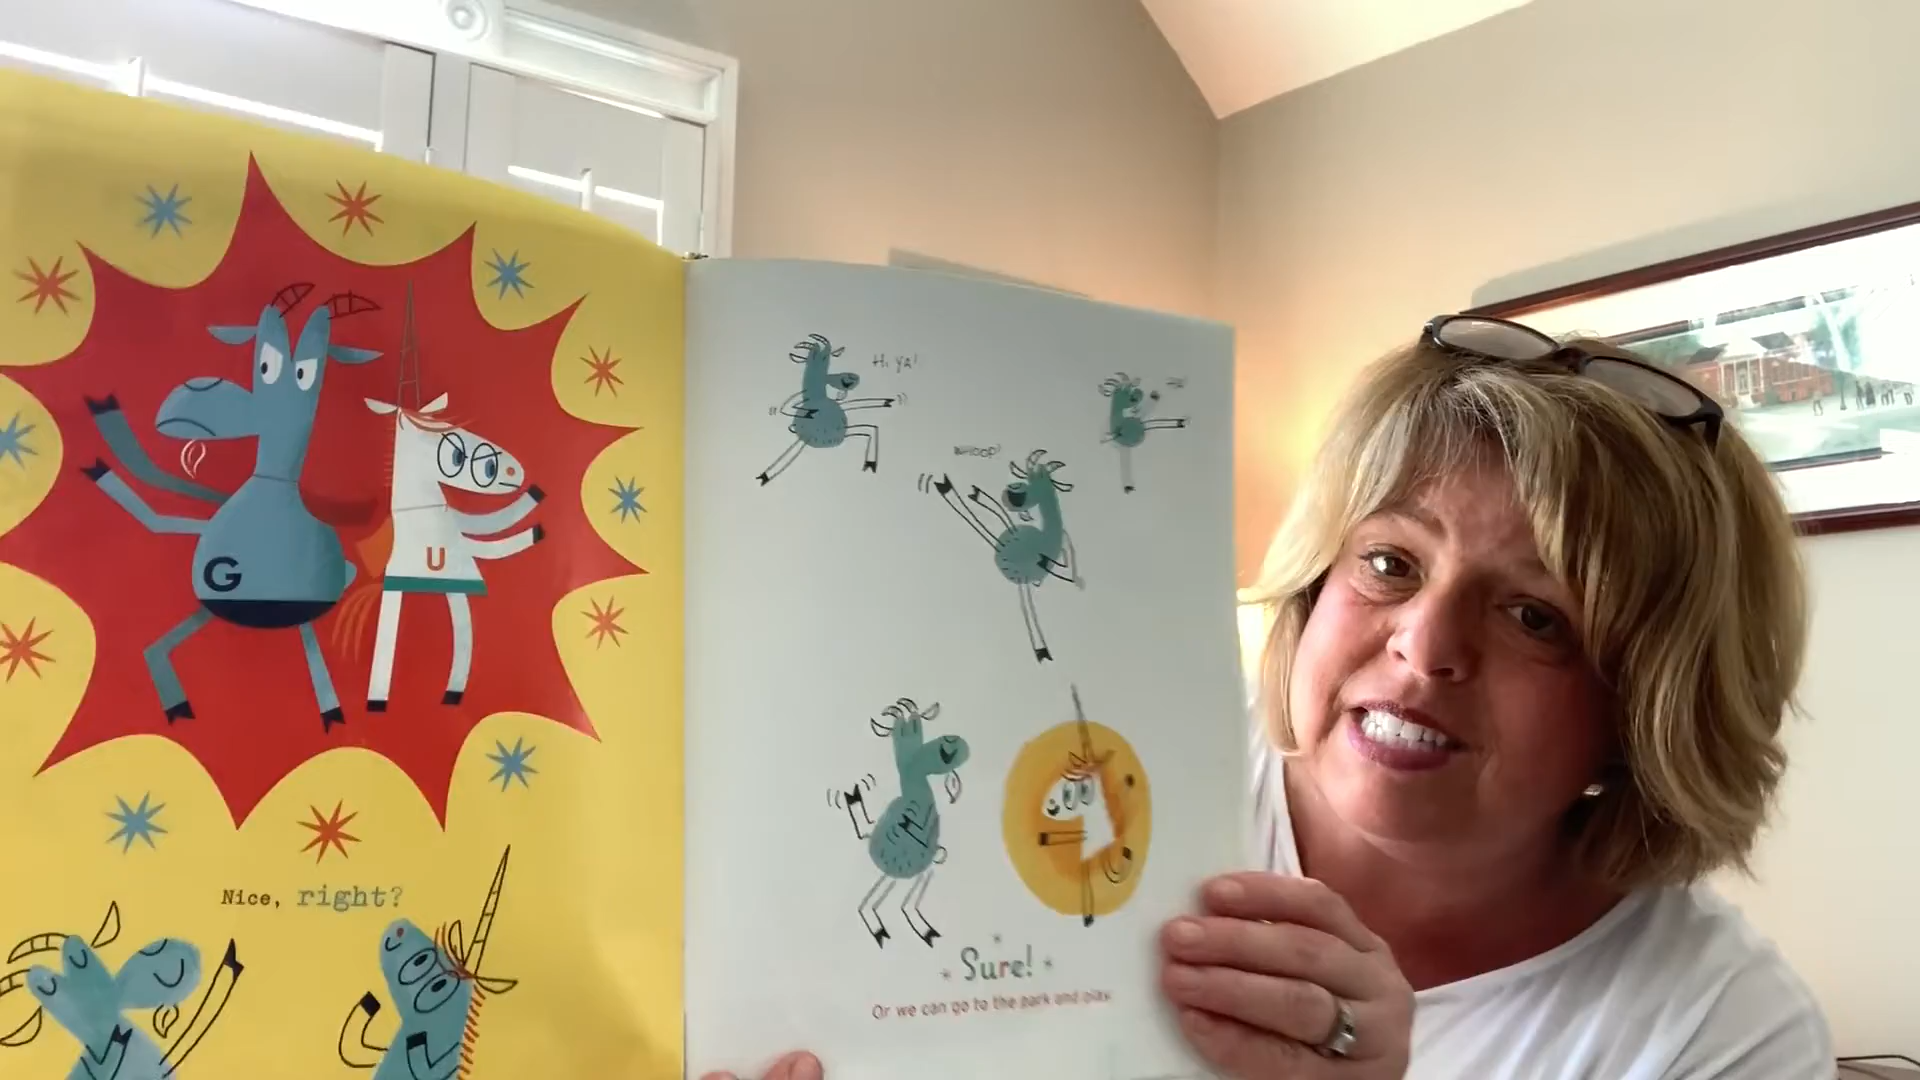 G
U
Nice, right?
Hi YA!
WHOOP!
Sure!
Or we can go to the park and play.